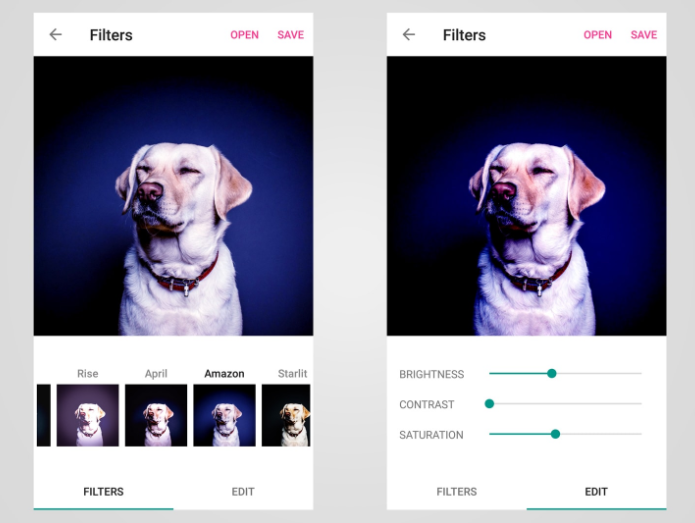 Filters OPEN SAVE
Rise April Amazon Starlit
FILTERS EDIT
Filters OPEN SAVE
BRIGHTNESS
CONTRAST
SATURATION
FILTERS EDIT